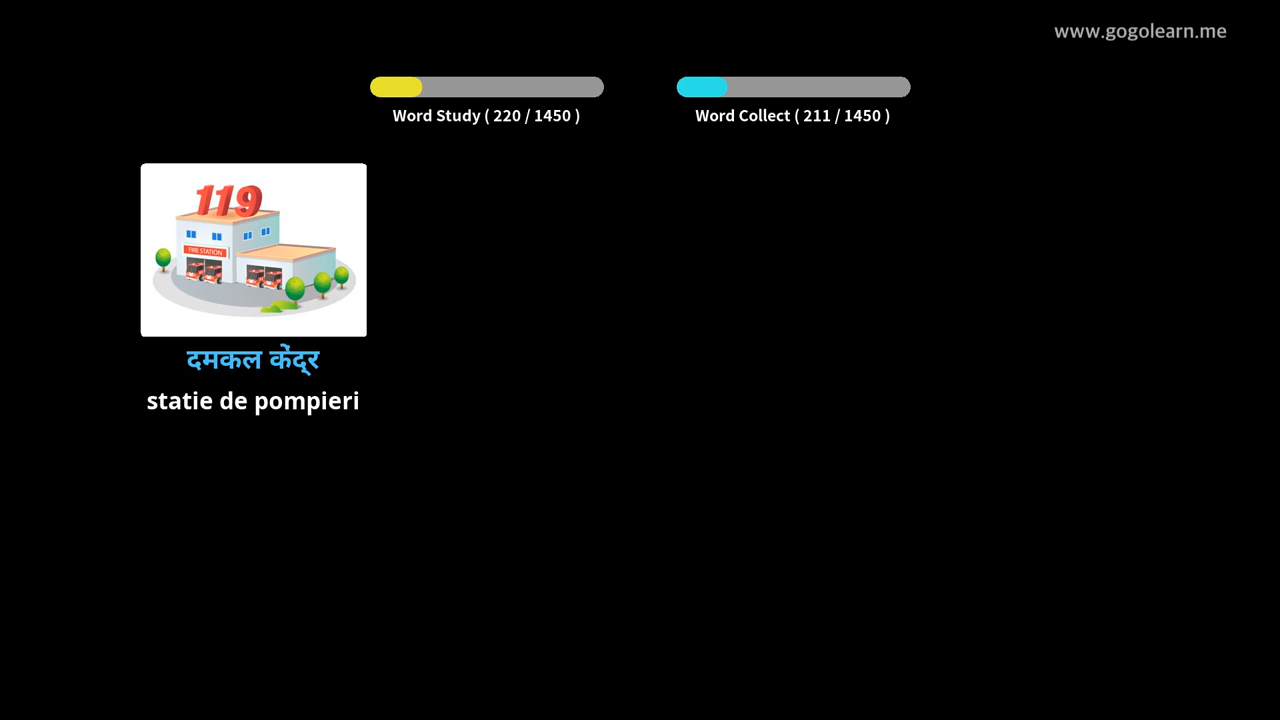 www.gogolearn.me
Word Study ( 220 / 1450 )
Word Collect ( 211 / 1450 )
119
FIRE STATION
दमकल केंद्र
statie de pompieri